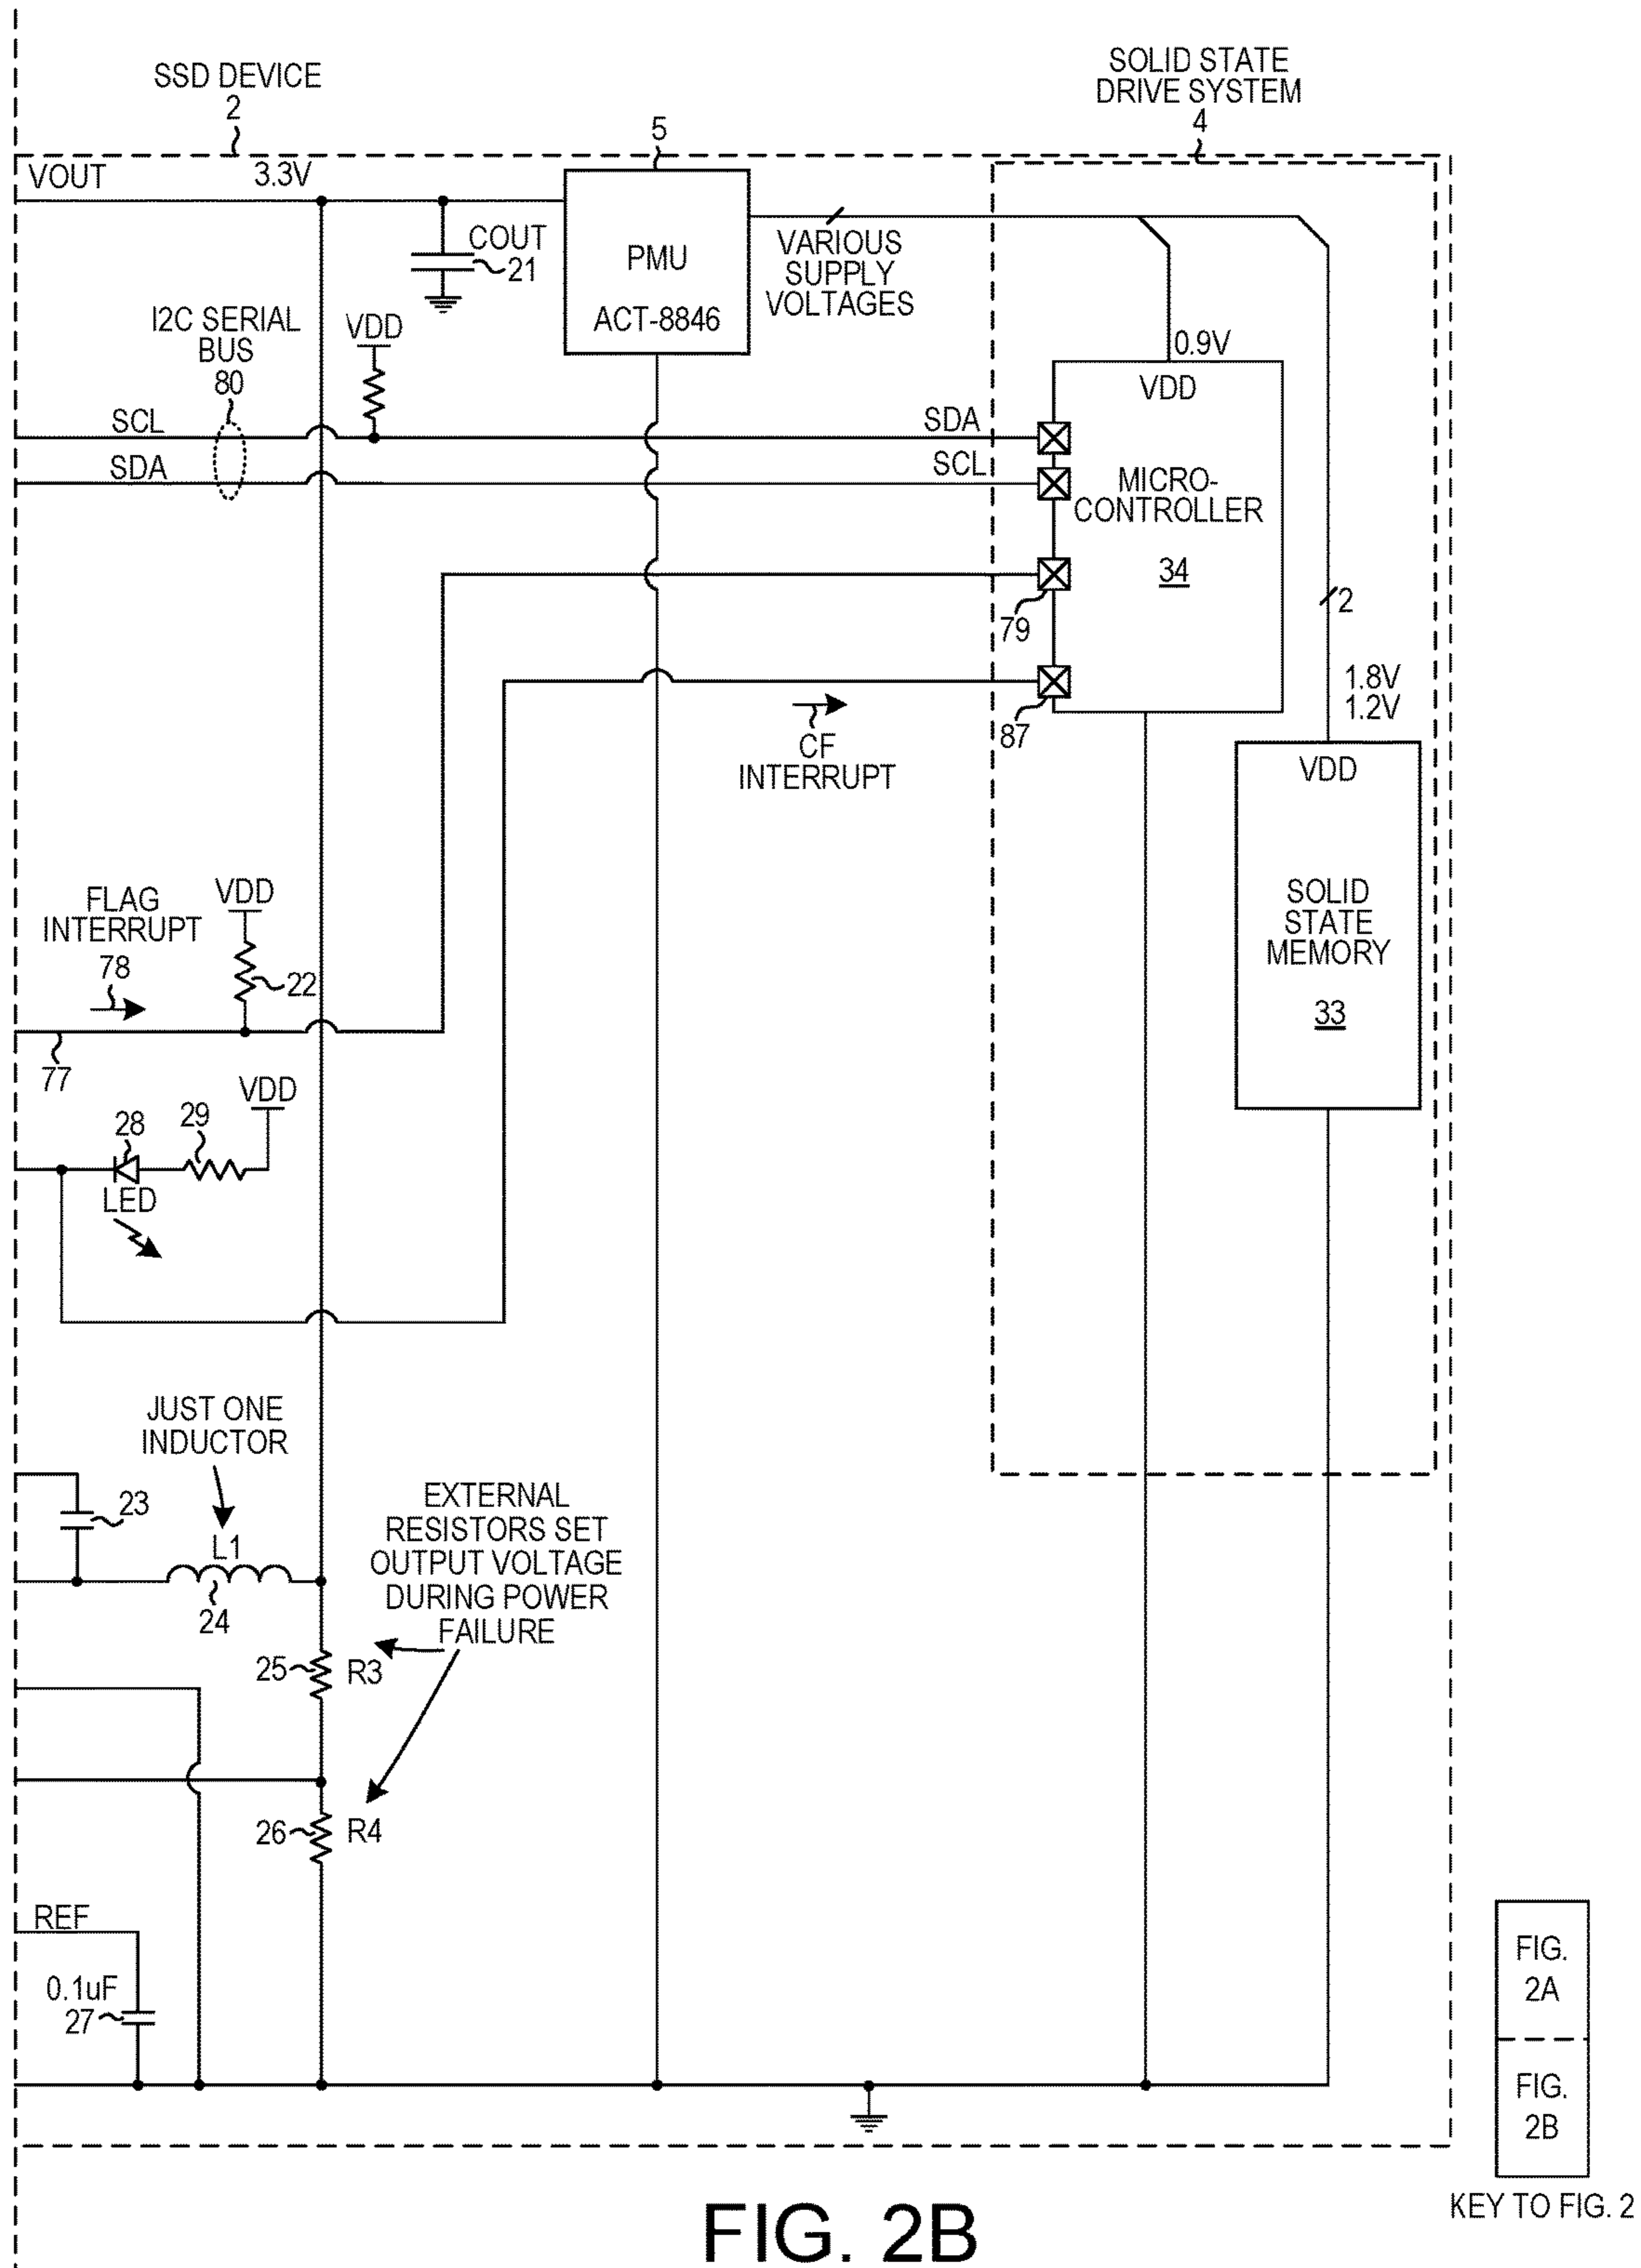 SSD DEVICE
2
SOLID STATE
DRIVE SYSTEM
4
5
VOUT
3.3V
COUT
21
PMU
ACT-8846
VARIOUS
SUPPLY
VOLTAGES
I2C SERIAL
BUS
80
VDD
0.9V
VDD
SCL
SDA
SDA
SCL
MICRO-
CONTROLLER
34
79
2
87
1.8V
1.2V
CF
INTERRUPT
VDD
FLAG
INTERRUPT
78
VDD
22
SOLID
STATE
MEMORY
33
77
VDD
28
29
LED
JUST ONE
INDUCTOR
23
L1
24
EXTERNAL
RESISTORS SET
OUTPUT VOLTAGE
DURING POWER
FAILURE
25
R3
26
R4
REF
0.1uF
27
FIG.
2A
FIG.
2B
KEY TO FIG. 2
FIG. 2B